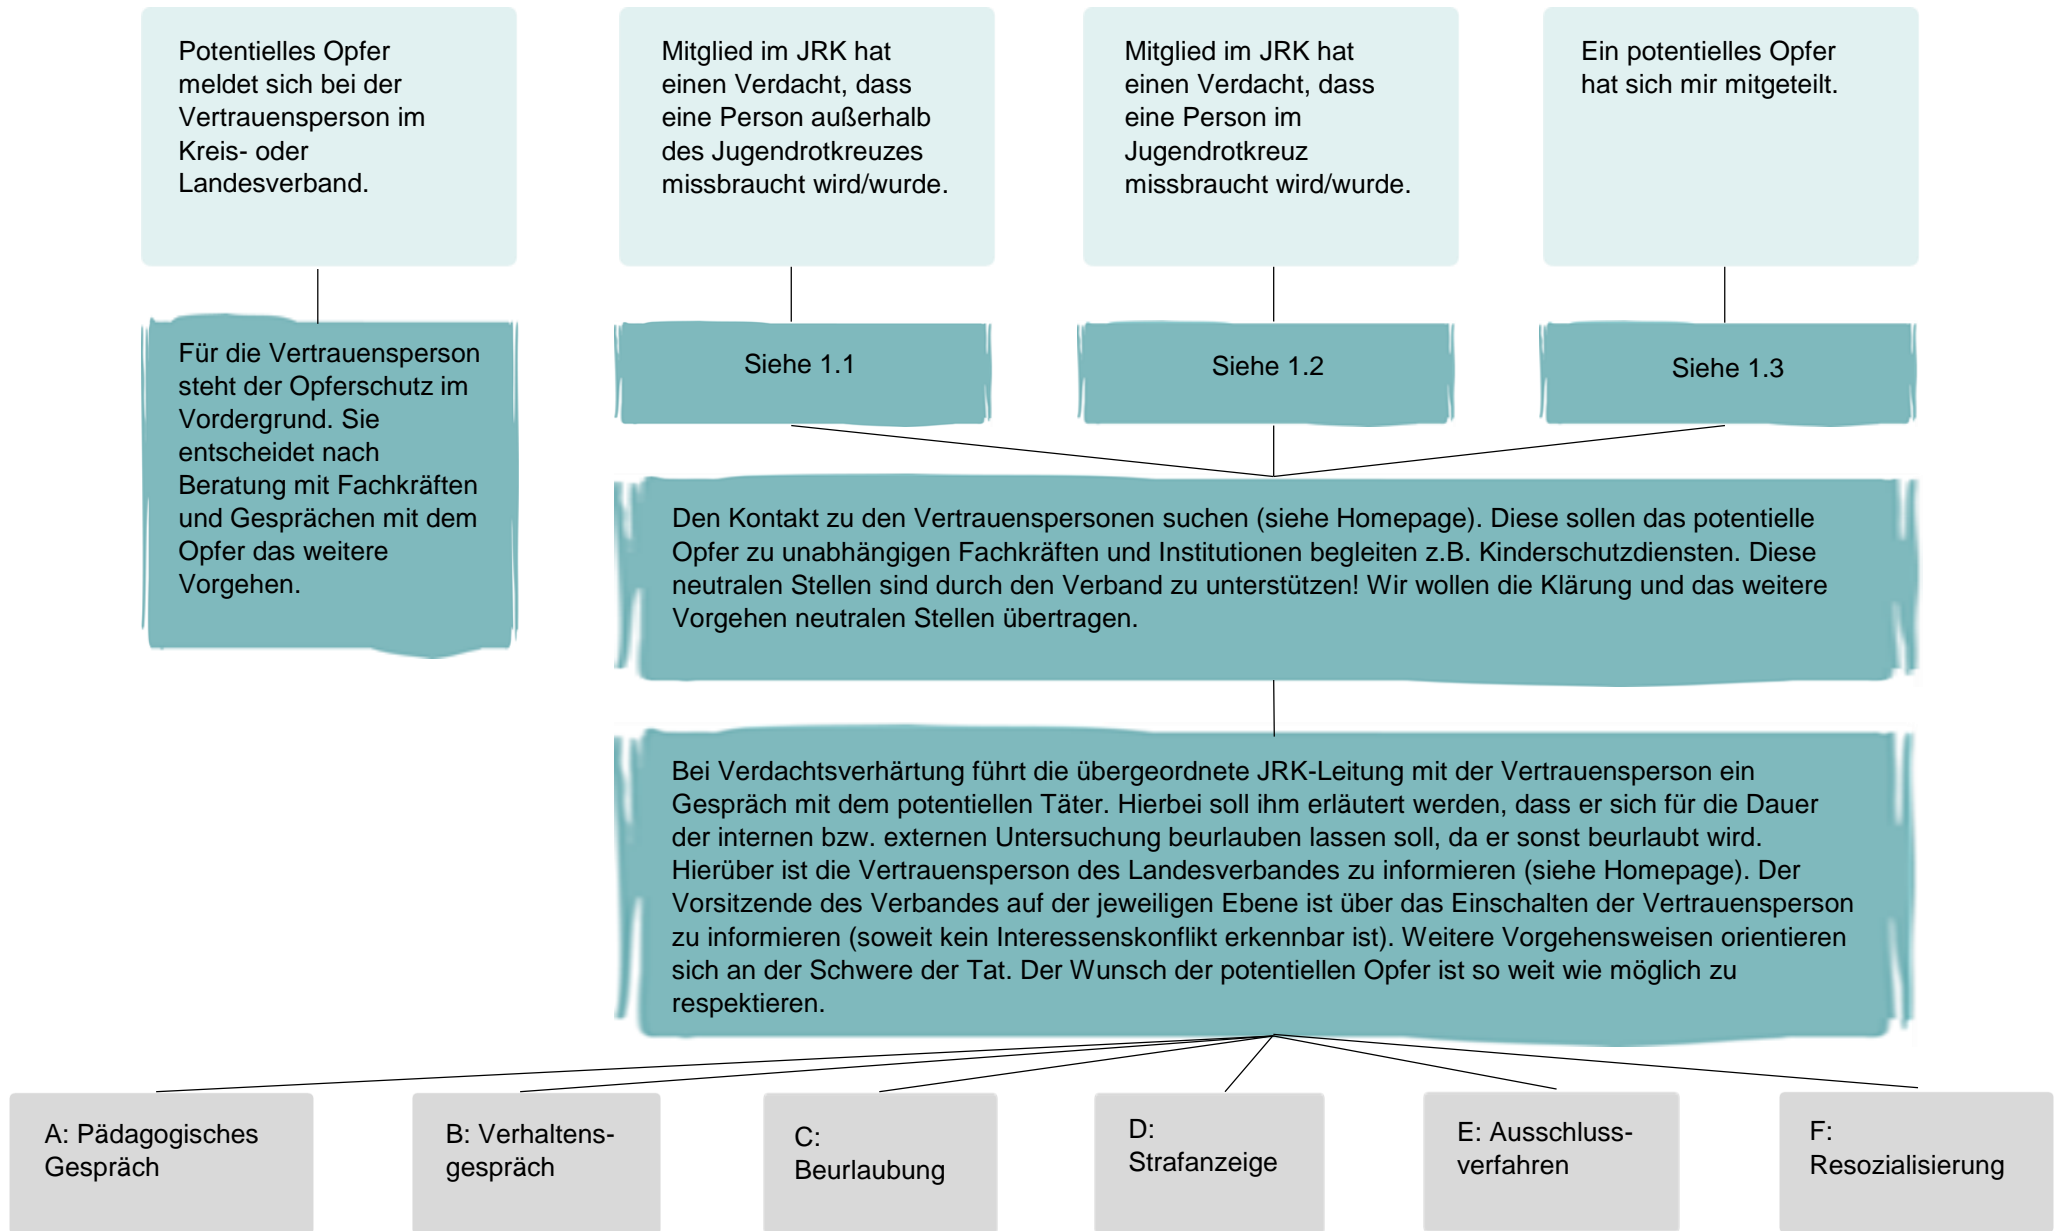 Potentielles Opfer
meldet sich bei der
Vertrauensperson im
Kreis- oder
Landesverband.
Mitglied im JRK hat
einen Verdacht, dass
eine Person außerhalb
des Jugendrotkreuzes
missbraucht wird/wurde.
Mitglied im JRK hat
einen Verdacht, dass
eine Person im
Jugendrotkreuz
missbraucht wird/wurde.
Ein potentielles Opfer
hat sich mir mitgeteilt.
Für die Vertrauensperson
steht der Opferschutz im
Vordergrund. Sie
entscheidet nach
Beratung mit Fachkräften
und Gesprächen mit dem
Opfer das weitere
Vorgehen.
Siehe 1.1
Siehe 1.2
Siehe 1.3
Den Kontakt zu den Vertrauenspersonen suchen (siehe Homepage). Diese sollen das potentielle
Opfer zu unabhängigen Fachkräften und Institutionen begleiten z.B. Kinderschutzdiensten. Diese
neutralen Stellen sind durch den Verband zu unterstützen! Wir wollen die Klärung und das weitere
Vorgehen neutralen Stellen übertragen.
Bei Verdachtsverhärtung führt die übergeordnete JRK-Leitung mit der Vertrauensperson ein
Gespräch mit dem potentiellen Täter. Hierbei soll ihm erläutert werden, dass er sich für die Dauer
der internen bzw. externen Untersuchung beurlauben lassen soll, da er sonst beurlaubt wird.
Hierüber ist die Vertrauensperson des Landesverbandes zu informieren (siehe Homepage). Der
Vorsitzende des Verbandes auf der jeweiligen Ebene ist über das Einschalten der Vertrauensperson
zu informieren (soweit kein Interessenskonflikt erkennbar ist). Weitere Vorgehensweisen orientieren
sich an der Schwere der Tat. Der Wunsch der potentiellen Opfer ist so weit wie möglich zu
respektieren.
A: Pädagogisches
Gespräch
B: Verhaltens-
gespräch
C:
Beurlaubung
D:
Strafanzeige
E: Ausschluss-
verfahren
F:
Resozialisierung